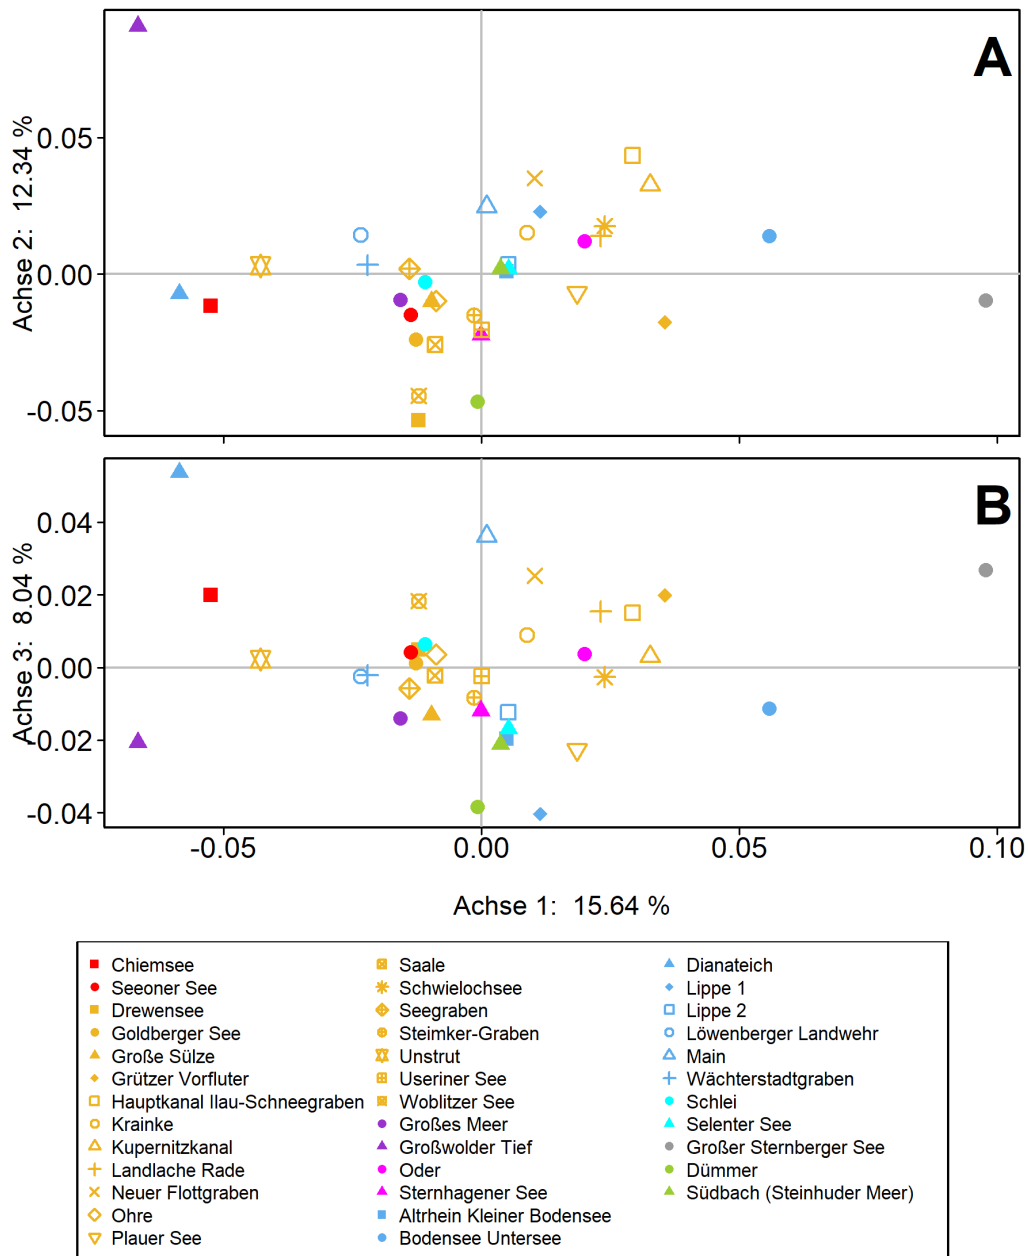 A
0.05
0.00
-0.05
Achse 2:  12.34 %
B
0.04
0.02
0.00
-0.02
-0.04
Achse 3:  8.04 %
-0.05
0.00
0.05
0.10
Achse 1:  15.64 %
Chiemsee
Seeoner See
Drewensee
Goldberger See
Große Sülze
Grützer Vorfluter
Hauptkanal Ilau-Schneegraben
Krainke
Kupernitzkanal
Landlache Rade
Neuer Flottgraben
Ohre
Plauer See
Saale
Schwielochsee
Seegraben
Steimker-Graben
Unstrut
Useriner See
Woblitzer See
Großes Meer
Großwolder Tief
Oder
Sternhagener See
Altrhein Kleiner Bodensee
Bodensee Untersee
Dianateich
Lippe 1
Lippe 2
Löwenberger Landwehr
Main
Wächterstadtgraben
Schlei
Selenter See
Großer Sternberger See
Dümmer
Südbach (Steinhuder Meer)